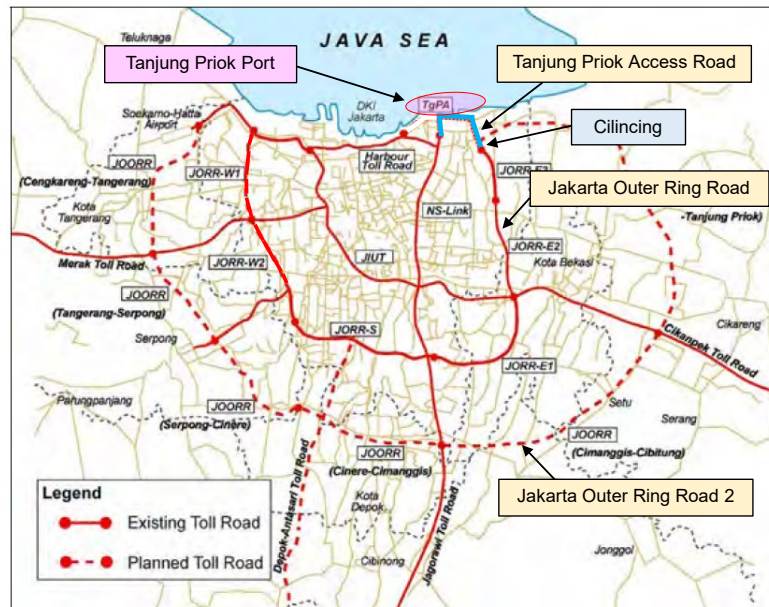 Teluknaga
JAVA SEA
Tanjung Priok Port
Tanjung Priok Access Road
TgPA
DKI
Jakarta
Soekarno-Hatta
Airport
Cilincing
JOORR
(Cengkareng-Tangerang)
JORR-W1
Harbour
Toll Road
JORR-E3
Jakarta Outer Ring Road
Kota
Tangerang
NS-Link
-Tanjung Priok)
Merak Toll Road
JORR-W2
JIUT
JORR-E2
Kota Bekasi
JOORR
(Tangerang-Serpong)
Serpong
JORR-S
Cikanpek Toll Road
Cikareng
Parungpanjang
JORR-E1
JOORR
(Serpong-Cinere)
Setu
Serang
JOORR
(Cimanggis-Cibitung)
JOORR
(Cinere-Cimanggis)
Jakarta Outer Ring Road 2
Legend
Existing Toll Road
Planned Toll Road
Depok-Antasari Toll Road
Kota
Depok
Jagorawi Toll Road
Cibinong
Jonggol